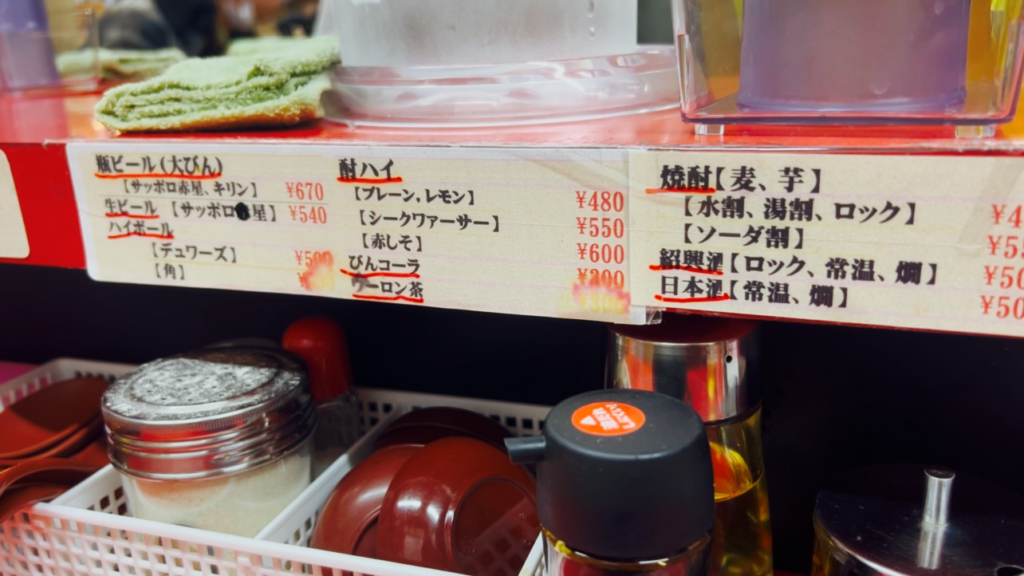 瓶ビール(大びん)
【サッポロ赤星、キリン】 ¥670
生ビール【サッポロ 星】 ¥540
ハイボール
【デュワーズ】
【角】
酎ハイ
【プレーン、レモン】 ¥480
【シークワァーサー】 ¥550
【赤しそ】 ¥600
びんコーラ
ーロン茶
焼酎【麦、芋】
【水割、湯割、ロック】
【ソーダ割】
紹興酒【ロック、常温、燗】
日本酒【常温、燗】